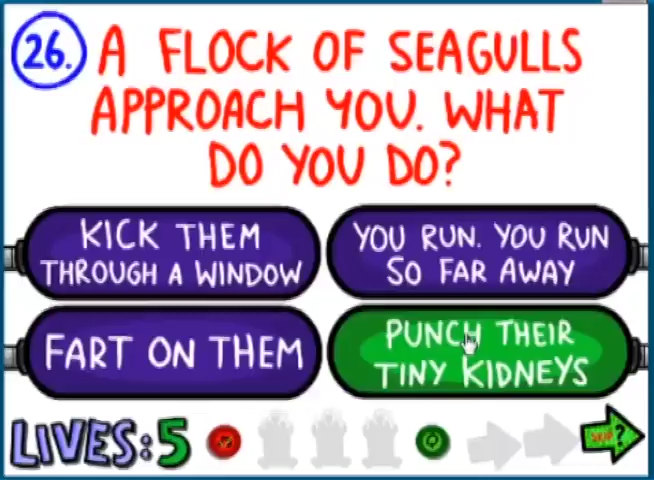 26. A FLOCK OF SEAGULLS
APPROACH YOU. WHAT
DO YOU DO?
KICK THEM
THROUGH A WINDOW
YOU RUN. YOU RUN
SO FAR AWAY
FART ON THEM
PUNCH THEIR
TINY KIDNEYS
LIVES:5
SKIP?